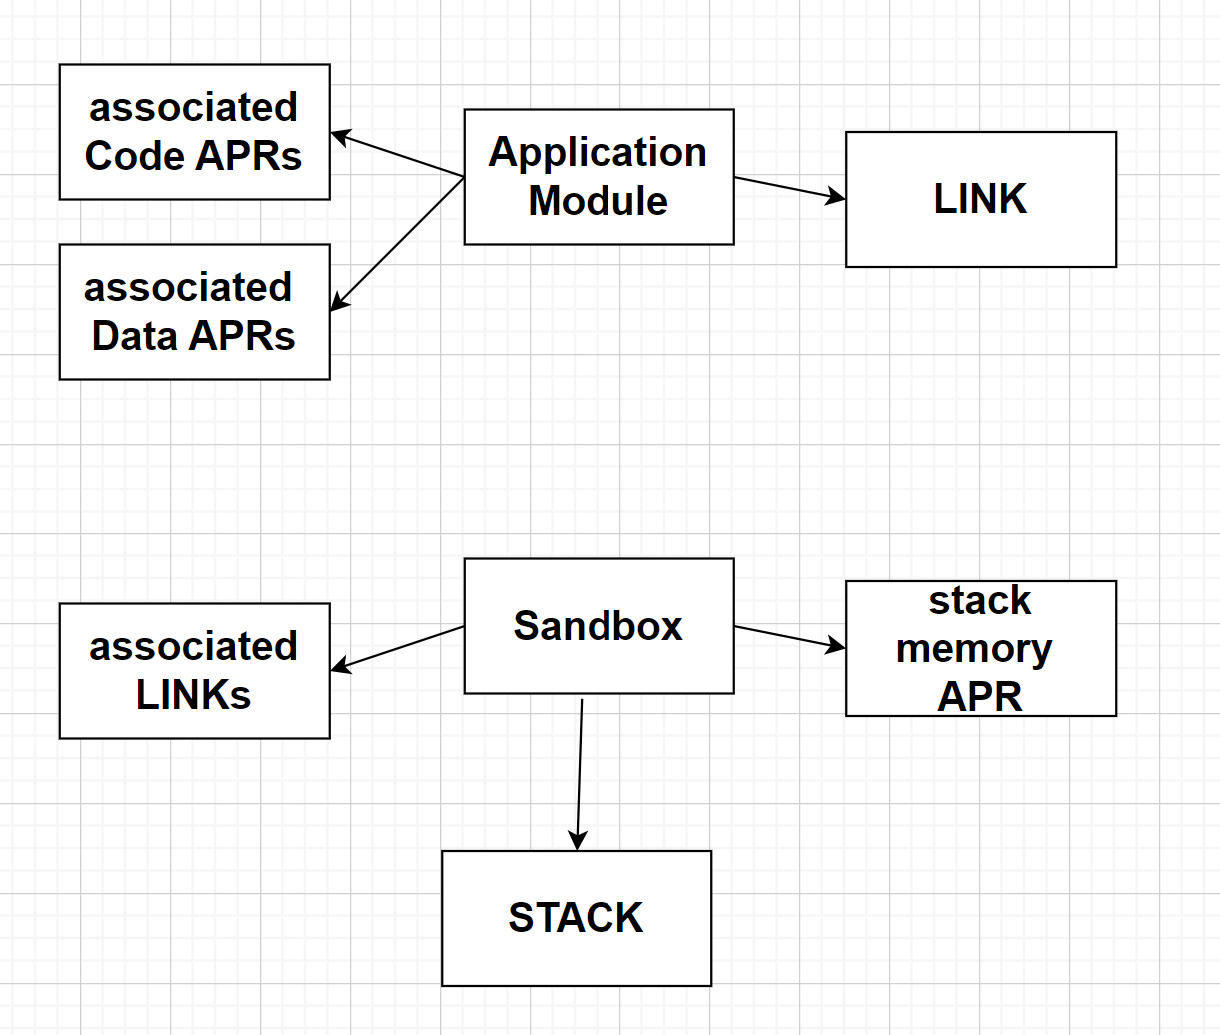 associated
Code APRs
Application
Module
LINK
associated
Data APRs
Sandbox
associated
LINKs
stack
memory
APR
STACK